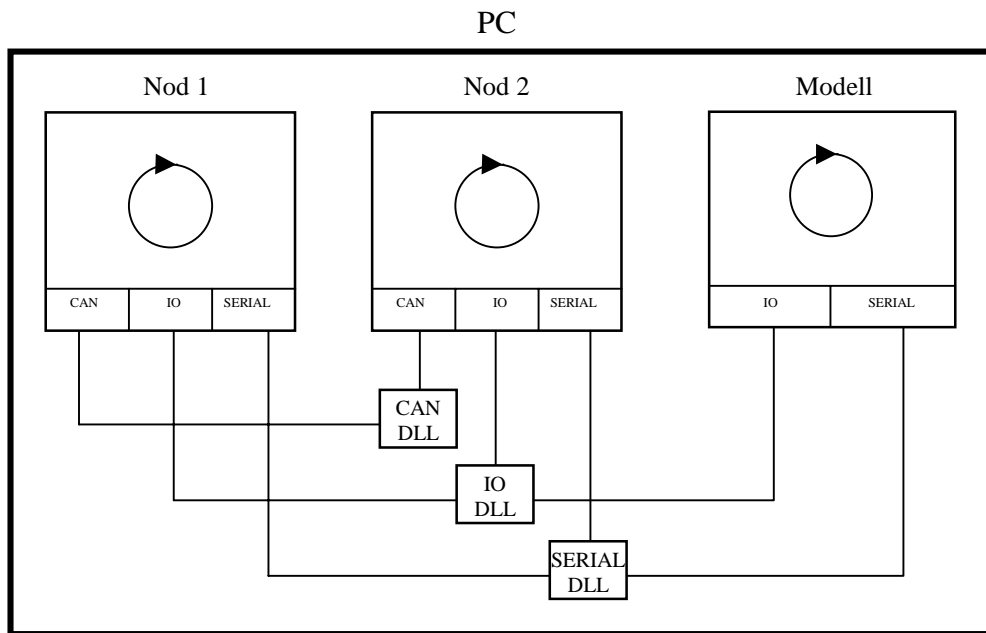 PC
Nod 1
Nod 2
Modell
CAN
IO
SERIAL
CAN
IO
SERIAL
IO
SERIAL
CAN
DLL
IO
DLL
SERIAL
DLL